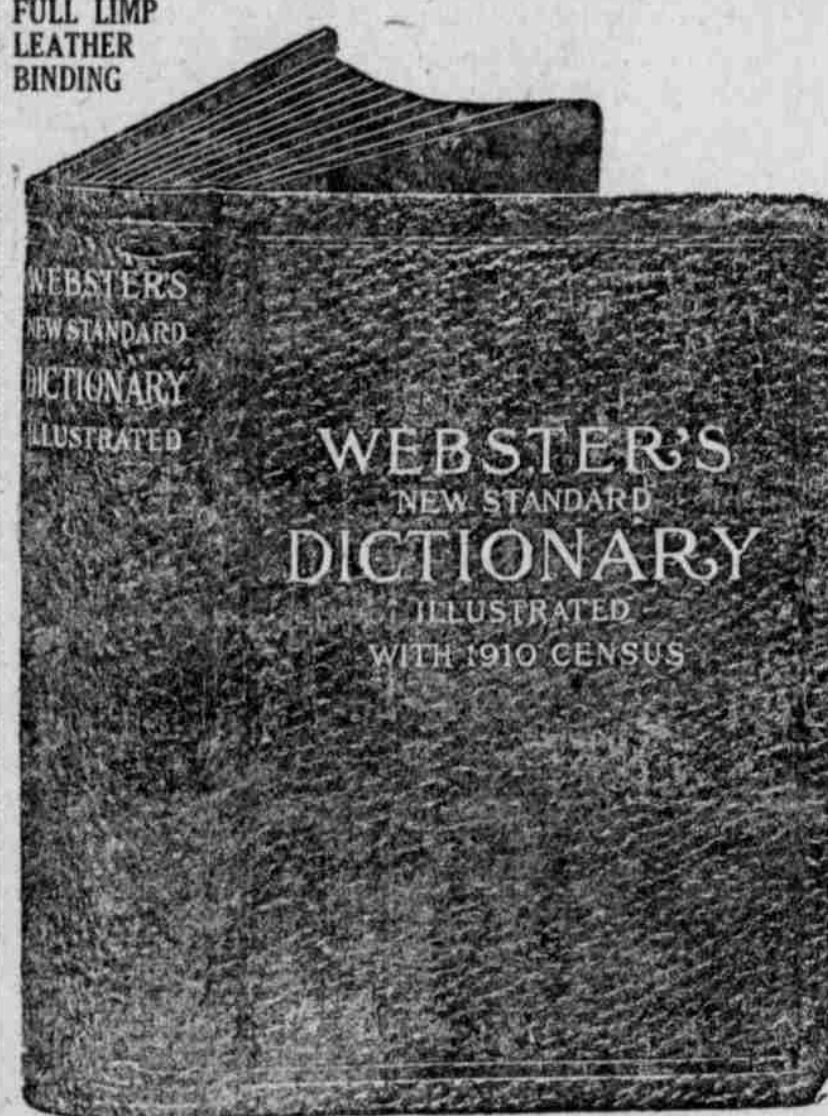 FULL LIMP
LEATHER
BINDING
WEBSTER'S
NEW STANDARD
DICTIONARY
ILLUSTRATED
WEBSTER'S
NEW STANDARD
DICTIONARY
ILLUSTRATED
WITH 1910 CENSUS